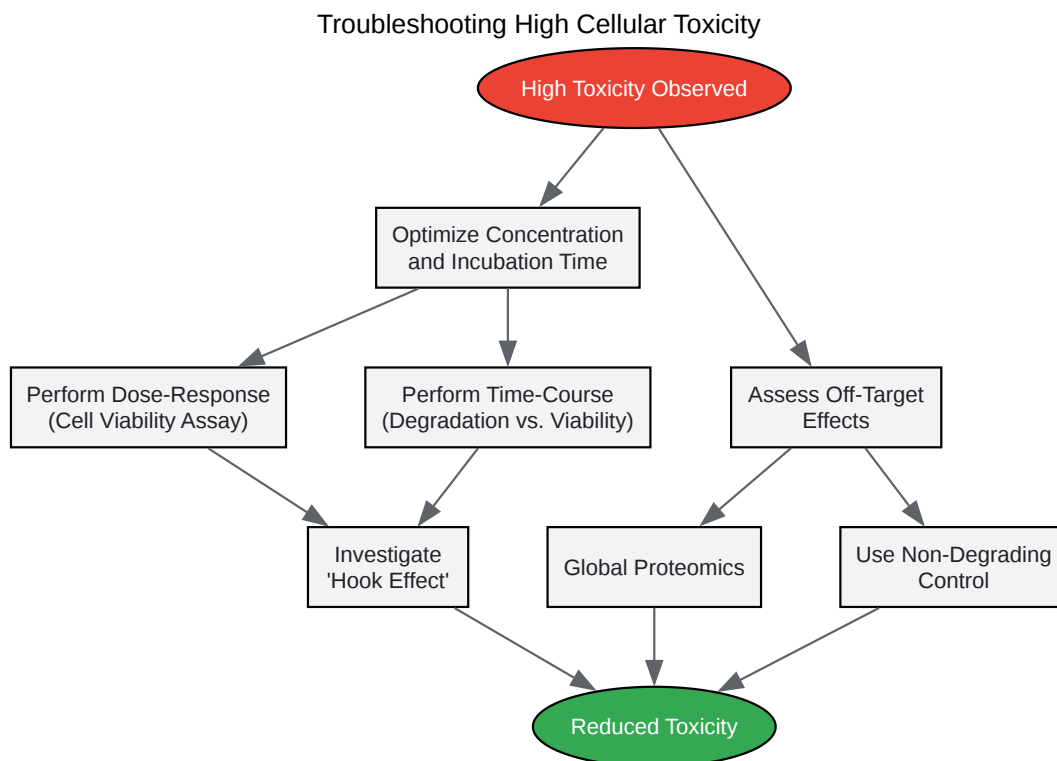 Troubleshooting High Cellular Toxicity
High Toxicity Observed
Optimize Concentration
and Incubation Time
Perform Dose-Response
(Cell Viability Assay)
Perform Time-Course
(Degradation vs. Viability)
Assess Off-Target
Effects
Investigate
'Hook Effect'
Global Proteomics
Use Non-Degrading
Control
Reduced Toxicity